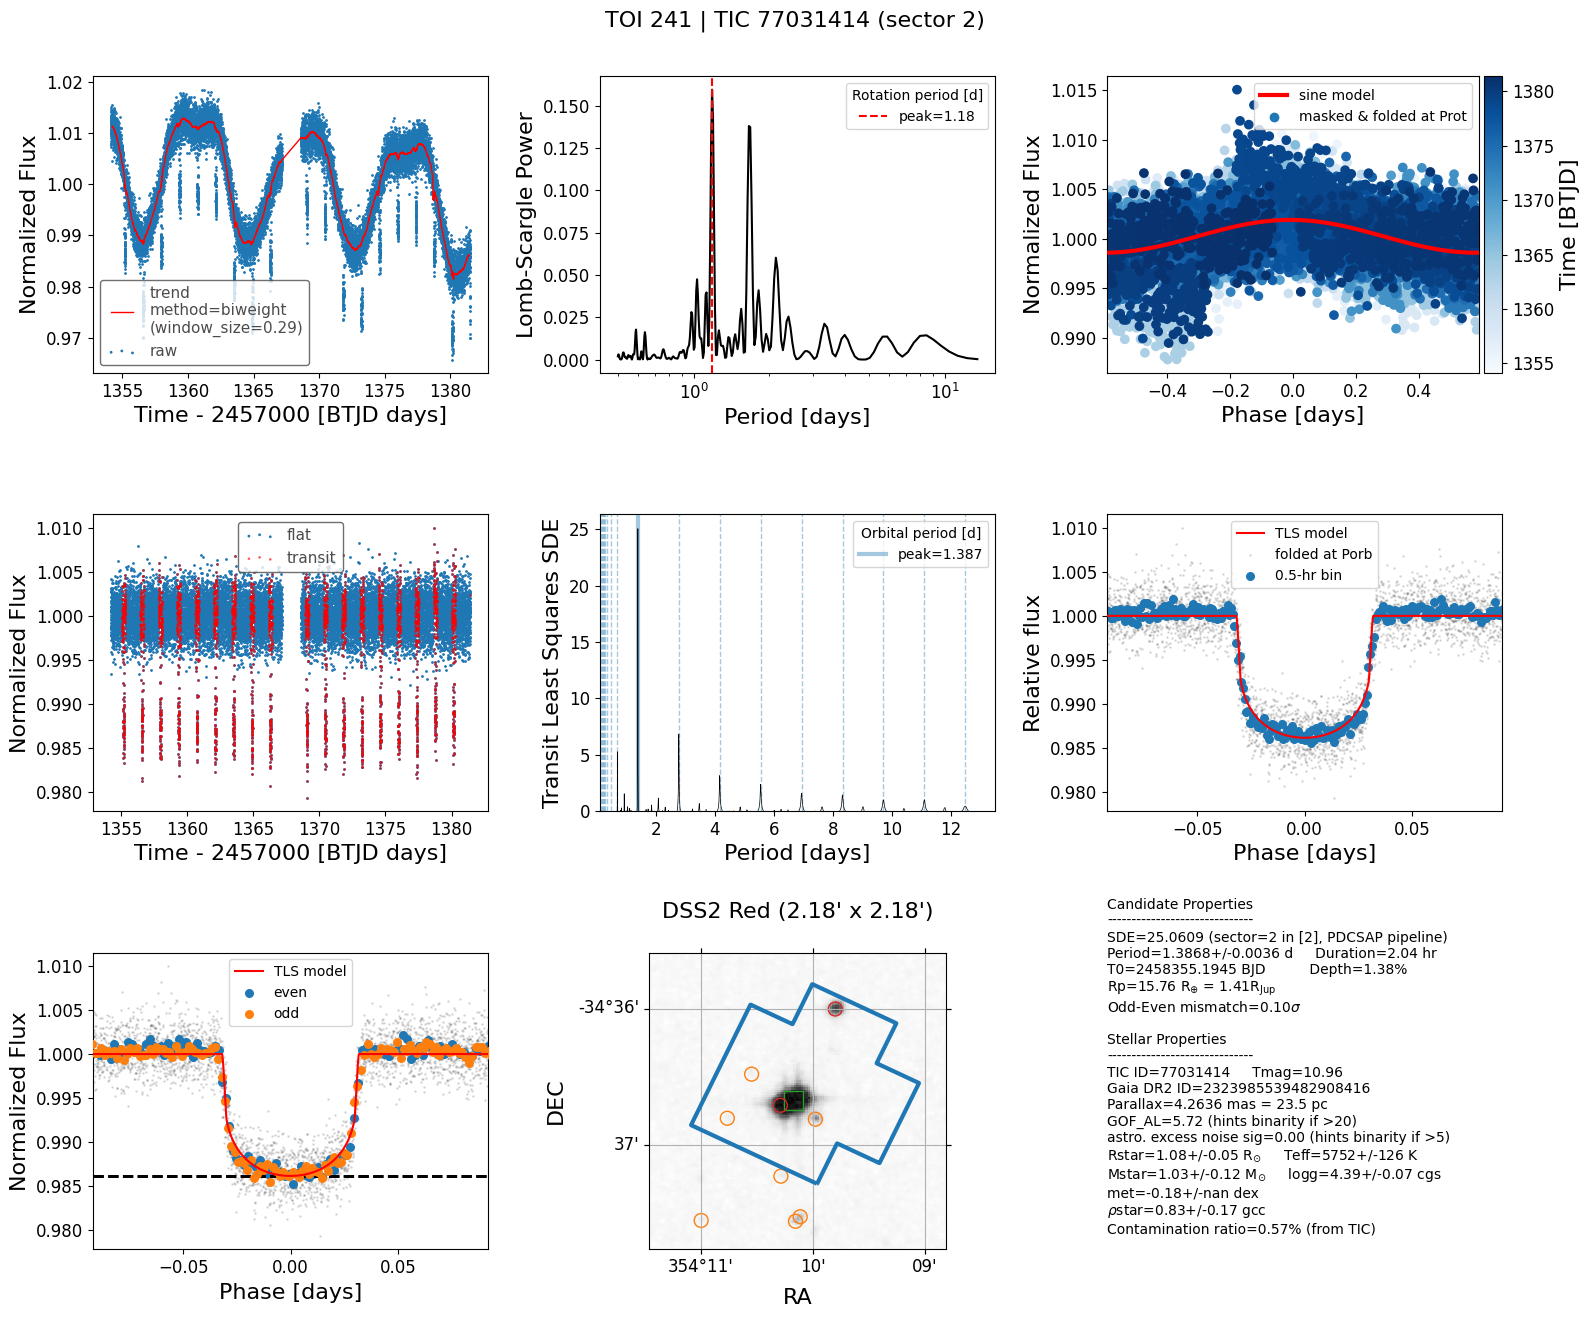 TOI 241 | TIC 77031414 (sector 2)
Normalized Flux
1.02
1.01
1.00
0.99
0.98
0.97
trend
method=biweight
(window_size=0.29)
raw
1355 1360 1365 1370 1375 1380
Time - 2457000 [BTJD days]
Lomb-Scargle Power
0.150
0.125
0.100
0.075
0.050
0.025
0.000
Rotation period [d]
peak=1.18
10⁰ 10¹
Period [days]
Normalized Flux
1.015
1.010
1.005
1.000
0.995
0.990
sine model
masked & folded at Prot
−0.4 −0.2 0.0 0.2 0.4
Phase [days]
1380
1375
1370
1365
1360
1355
Time [BTJD]
Normalized Flux
1.010
1.005
1.000
0.995
0.990
0.985
0.980
flat
transit
1355 1360 1365 1370 1375 1380
Time - 2457000 [BTJD days]
Transit Least Squares SDE
25
20
15
10
5
0
Orbital period [d]
peak=1.387
2 4 6 8 10 12
Period [days]
Relative flux
1.010
1.005
1.000
0.995
0.990
0.985
0.980
TLS model
folded at Porb
0.5-hr bin
−0.05 0.00 0.05
Phase [days]
Normalized Flux
1.010
1.005
1.000
0.995
0.990
0.985
0.980
TLS model
even
odd
−0.05 0.00 0.05
Phase [days]
DSS2 Red (2.18' x 2.18')
DEC
-34°36'
37'
354°11' 10' 09'
RA
Candidate Properties
------------------------------
SDE=25.0609 (sector=2 in [2], PDCSAP pipeline)
Period=1.3868+/-0.0036 d Duration=2.04 hr
T0=2458355.1945 BJD Depth=1.38%
Rp=15.76 R⊕ = 1.41RJup
Odd-Even mismatch=0.10σ
Stellar Properties
------------------------------
TIC ID=77031414 Tmag=10.96
Gaia DR2 ID=2323985539482908416
Parallax=4.2636 mas = 23.5 pc
GOF_AL=5.72 (hints binarity if >20)
astro. excess noise sig=0.00 (hints binarity if >5)
Rstar=1.08+/-0.05 R⊙ Teff=5752+/-126 K
Mstar=1.03+/-0.12 M⊙ logg=4.39+/-0.07 cgs
met=-0.18+/-nan dex
ρstar=0.83+/-0.17 gcc
Contamination ratio=0.57% (from TIC)